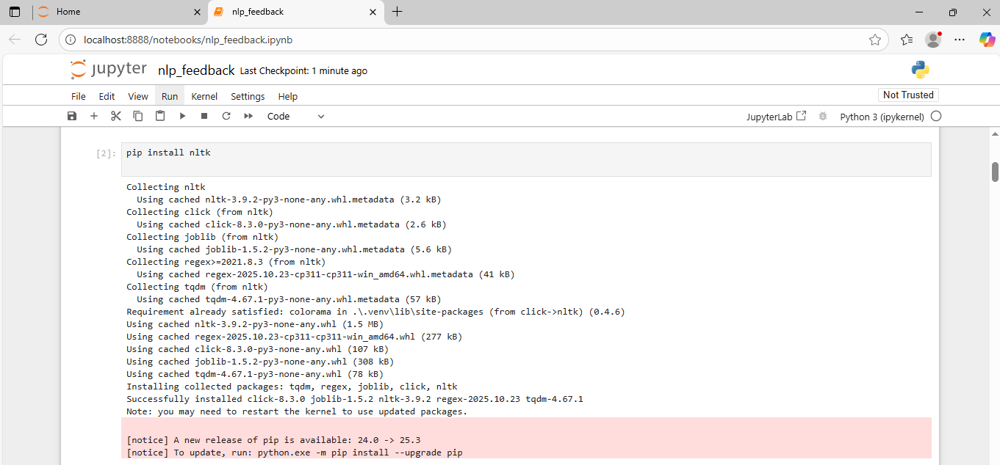 Home
nlp_feedback
localhost:8888/notebooks/nlp_feedback.ipynb
jupyter nlp_feedback Last Checkpoint: 1 minute ago
File Edit View Run Kernel Settings Help
Not Trusted
Code
JupyterLab
Python 3 (ipykernel)
[2]: pip install nltk
Collecting nltk
  Using cached nltk-3.9.2-py3-none-any.whl.metadata (3.2 kB)
Collecting click (from nltk)
  Using cached click-8.3.0-py3-none-any.whl.metadata (2.6 kB)
Collecting joblib (from nltk)
  Using cached joblib-1.5.2-py3-none-any.whl.metadata (5.6 kB)
Collecting regex>=2021.8.3 (from nltk)
  Using cached regex-2025.10.23-cp311-cp311-win_amd64.whl.metadata (41 kB)
Collecting tqdm (from nltk)
  Using cached tqdm-4.67.1-py3-none-any.whl.metadata (57 kB)
Requirement already satisfied: colorama in .\.venv\lib\site-packages (from click->nltk) (0.4.6)
Using cached nltk-3.9.2-py3-none-any.whl (1.5 MB)
Using cached regex-2025.10.23-cp311-cp311-win_amd64.whl (277 kB)
Using cached click-8.3.0-py3-none-any.whl (107 kB)
Using cached joblib-1.5.2-py3-none-any.whl (308 kB)
Using cached tqdm-4.67.1-py3-none-any.whl (78 kB)
Installing collected packages: tqdm, regex, joblib, click, nltk
Successfully installed click-8.3.0 joblib-1.5.2 nltk-3.9.2 regex-2025.10.23 tqdm-4.67.1
Note: you may need to restart the kernel to use updated packages.
[notice] A new release of pip is available: 24.0 -> 25.3
[notice] To update, run: python.exe -m pip install --upgrade pip